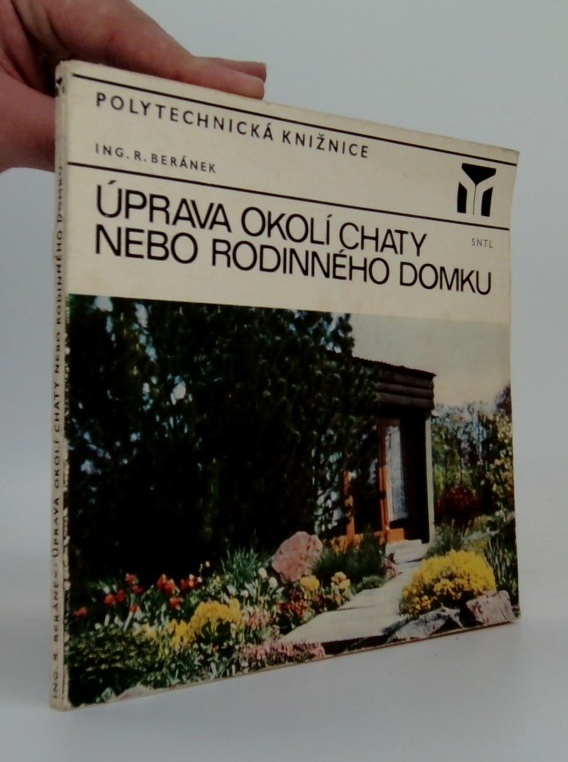 POLYTECHNICKÁ KNIŽNICE
ING. R. BERÁNEK
SNTL
ÚPRAVA OKOLÍ CHATY
NEBO RODINNÉHO DOMKU
ING. R. BERÁNEK: ÚPRAVA OKOLÍ CHATY NEBO RODINNÉHO DOMKU